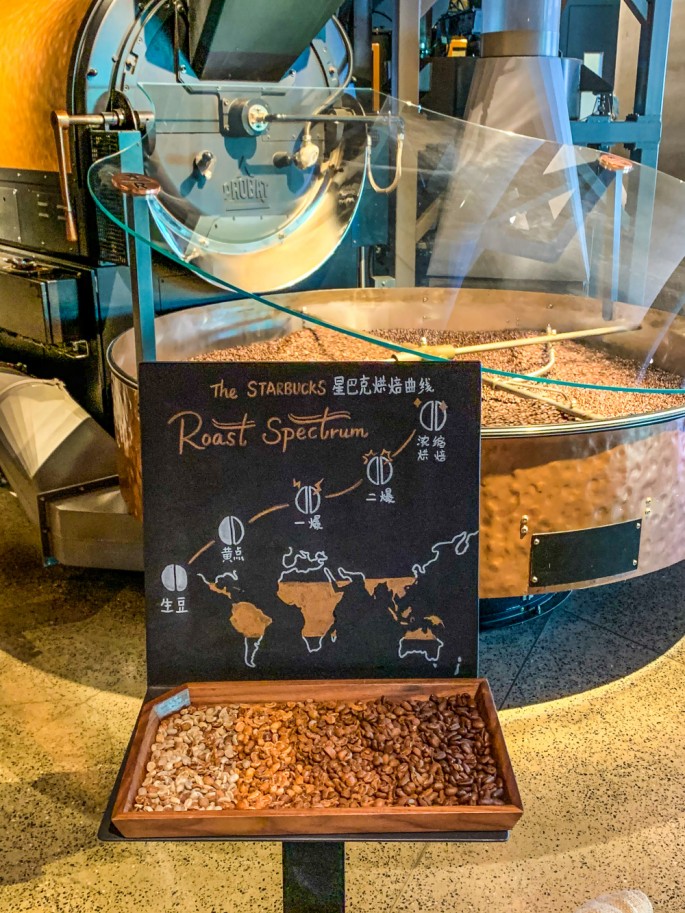 PROBAT
The STARBUCKS 星巴克烘焙曲线
Roast Spectrum
浓缩
烘焙
二爆
一爆
黄点
生豆